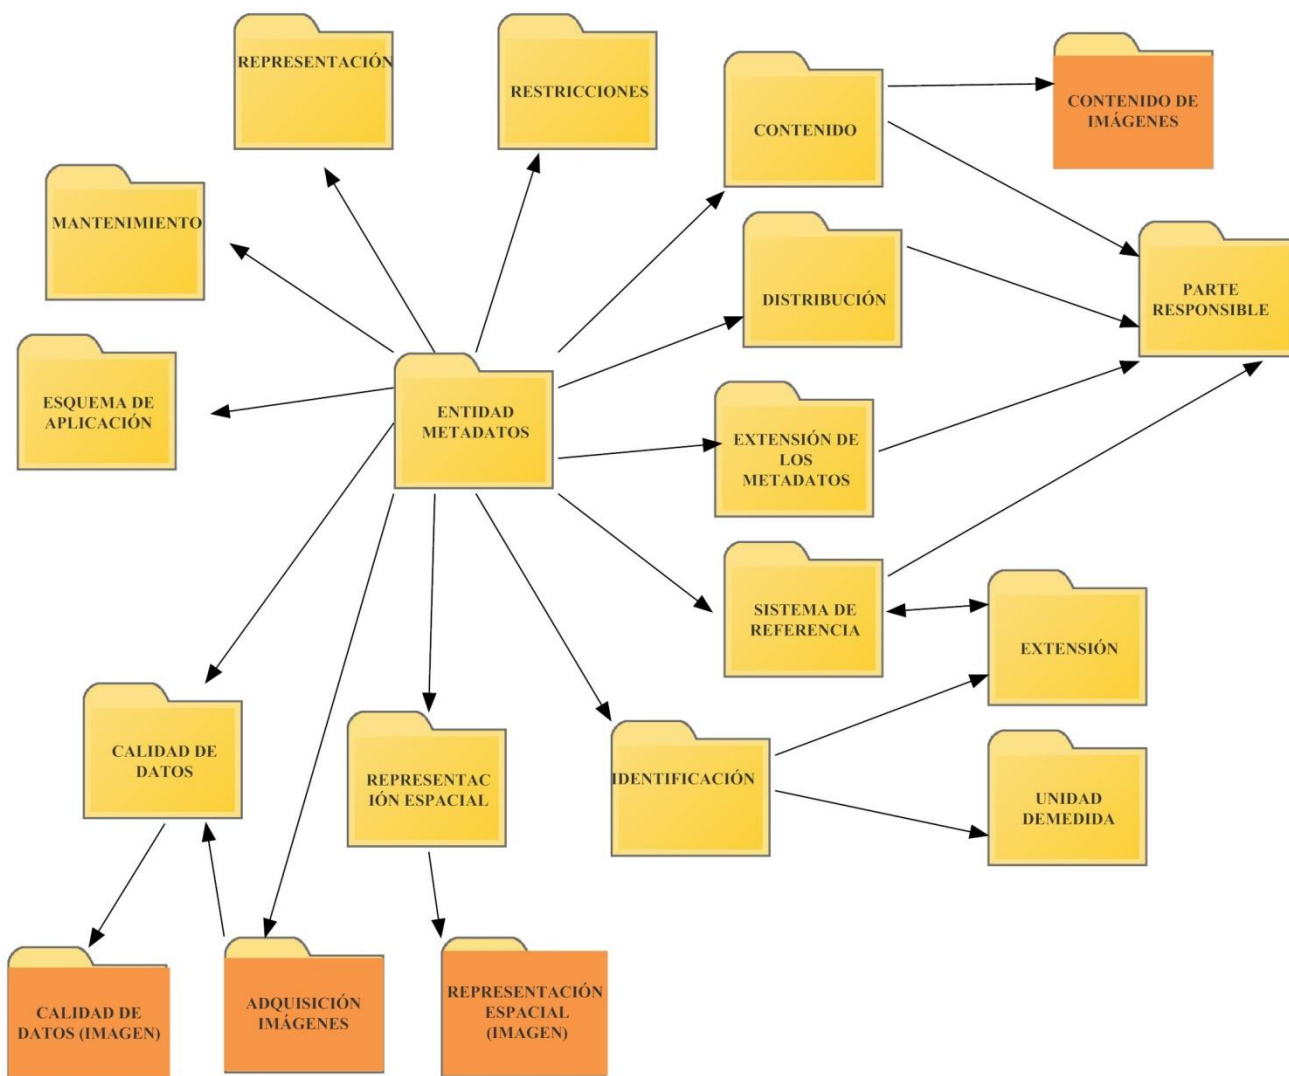 REPRESENTACIÓN
RESTRICCIONES
CONTENIDO
CONTENIDO DE
IMÁGENES
MANTENIMIENTO
DISTRIBUCIÓN
PARTE
RESPONSIBLE
ESQUEMA DE
APLICACIÓN
ENTIDAD
METADATOS
EXTENSIÓN DE
LOS
METADATOS
SISTEMA DE
REFERENCIA
EXTENSIÓN
CALIDAD DE
DATOS
REPRESENTAC
IÓN ESPACIAL
IDENTIFICACIÓN
UNIDAD
DEMEDIDA
CALIDAD DE
DATOS (IMAGEN)
ADQUISICIÓN
IMÁGENES
REPRESENTACIÓN
ESPACIAL
(IMAGEN)